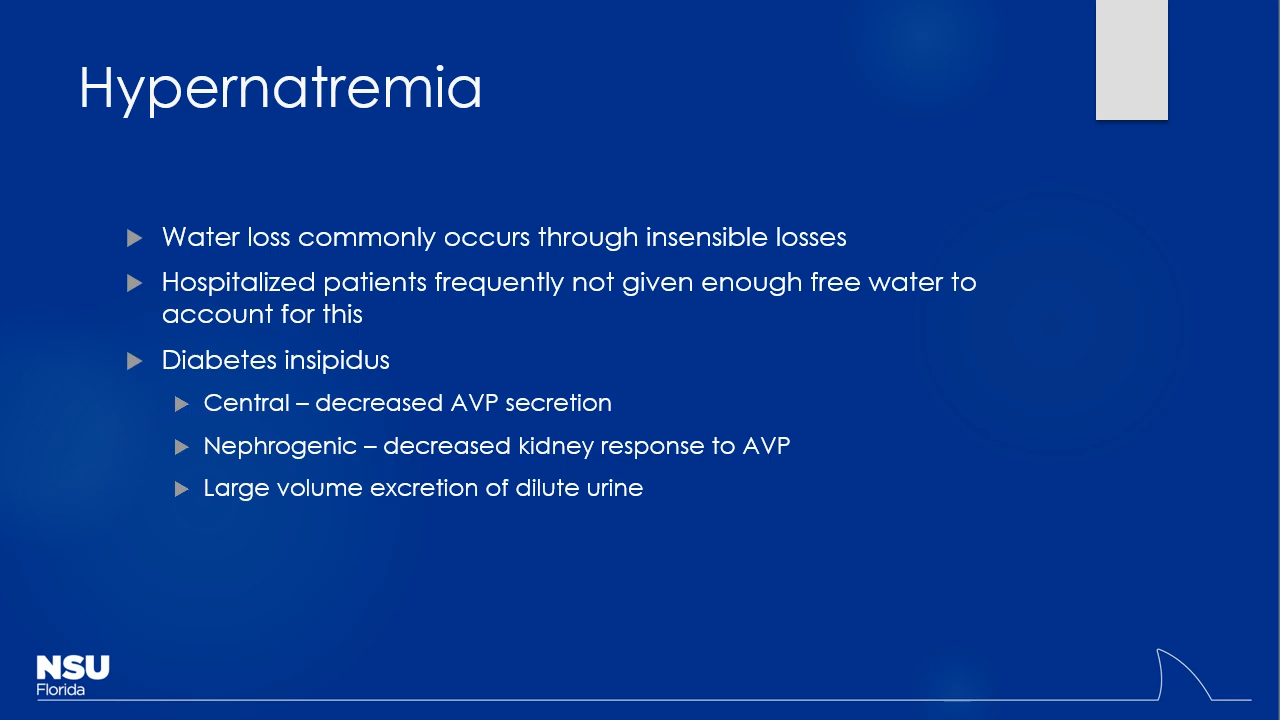 Hypernatremia
Water loss commonly occurs through insensible losses
Hospitalized patients frequently not given enough free water to
account for this
Diabetes insipidus
Central – decreased AVP secretion
Nephrogenic – decreased kidney response to AVP
Large volume excretion of dilute urine
NSU
Florida